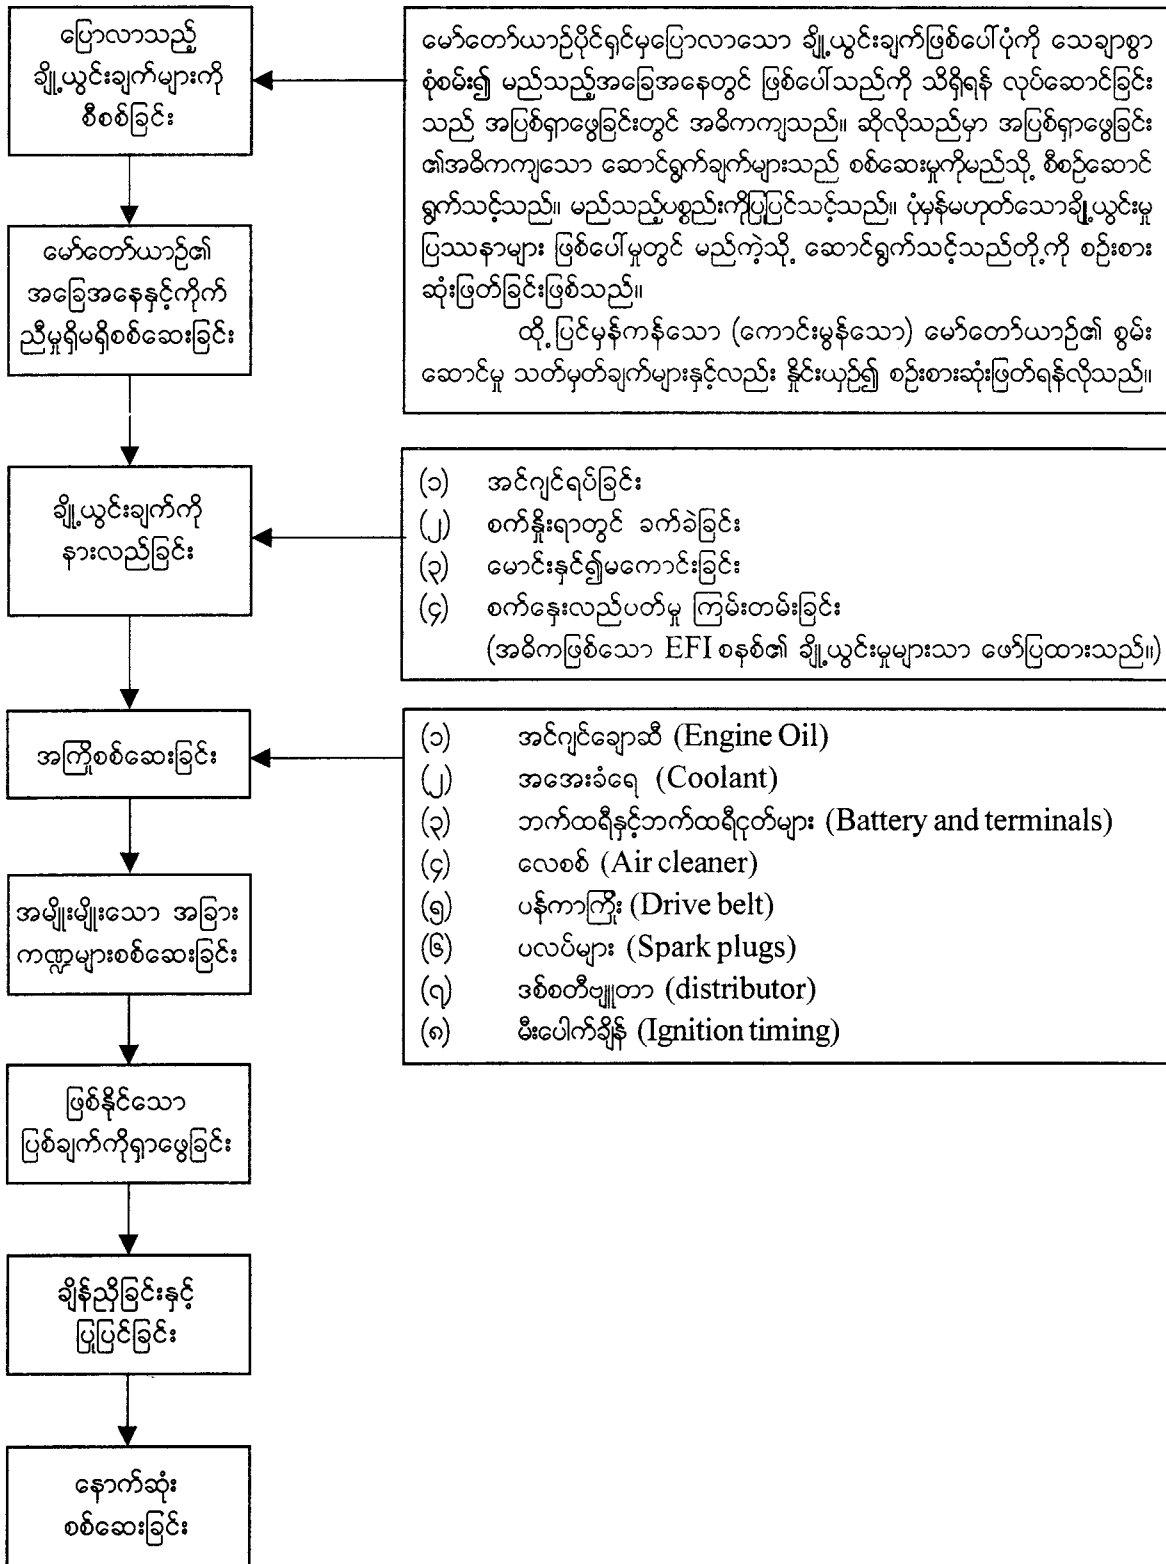 ပြောလာသည့်
ချို့ယွင်းချက်များကို
စီစစ်ခြင်း
မော်တော်ယာဉ်ပိုင်ရှင်မှပြောလာသော ချို့ယွင်းချက်ဖြစ်ပေါ်ပုံကို သေချာစွာ
စုံစမ်း၍ မည်သည့်အခြေအနေတွင် ဖြစ်ပေါ်သည်ကို သိရှိရန် လုပ်ဆောင်ခြင်း
သည် အပြစ်ရှာဖွေခြင်းတွင် အဓိကကျသည်။ ဆိုလိုသည်မှာ အပြစ်ရှာဖွေခြင်း
၏အဓိကကျသော ဆောင်ရွက်ချက်များသည် စစ်ဆေးမှုကိုမည်သို့ စီစဉ်ဆောင်
ရွက်သင့်သည်။ မည်သည့်ပစ္စည်းကိုပြုပြင်သင့်သည်။ ပုံမှန်မဟုတ်သောချို့ယွင်းမှု
ပြဿနာများ ဖြစ်ပေါ်မှုတွင် မည်ကဲ့သို့ ဆောင်ရွက်သင့်သည်တို့ကို စဉ်းစား
ဆုံးဖြတ်ခြင်းဖြစ်သည်။
ထို့ပြင်မှန်ကန်သော (ကောင်းမွန်သော) မော်တော်ယာဉ်၏ စွမ်း
ဆောင်မှု သတ်မှတ်ချက်များနှင့်လည်း နှိုင်းယှဉ်၍ စဉ်းစားဆုံးဖြတ်ရန်လိုသည်။
မော်တော်ယာဉ်၏
အခြေအနေနှင့်ကိုက်
ညီမှုရှိမရှိစစ်ဆေးခြင်း
ချို့ယွင်းချက်ကို
နားလည်ခြင်း
(၁) အင်ဂျင်ရပ်ခြင်း
(၂) စက်နှိုးရာတွင် ခက်ခဲခြင်း
(၃) မောင်းနှင်၍မကောင်းခြင်း
(၄) စက်နှေးလည်ပတ်မှု ကြမ်းတမ်းခြင်း
(အဓိကဖြစ်သော EFI စနစ်၏ ချို့ယွင်းမှုများသာ ဖော်ပြထားသည်။)
အကြိုစစ်ဆေးခြင်း
(၁) အင်ဂျင်ချောဆီ (Engine Oil)
(၂) အအေးခံရေ (Coolant)
(၃) ဘက်ထရီနှင့်ဘက်ထရီငုတ်များ (Battery and terminals)
(၄) လေစစ် (Air cleaner)
(၅) ပန်ကာကြိုး (Drive belt)
(၆) ပလပ်များ (Spark plugs)
(၇) ဒစ်စတီဗျူတာ (distributor)
(၈) မီးပေါက်ချိန် (Ignition timing)
အမျိုးမျိုးသော အခြား
ကဏ္ဍများစစ်ဆေးခြင်း
ဖြစ်နိုင်သော
ပြစ်ချက်ကိုရှာဖွေခြင်း
ချိန်ညှိခြင်းနှင့်
ပြုပြင်ခြင်း
နောက်ဆုံး
စစ်ဆေးခြင်း